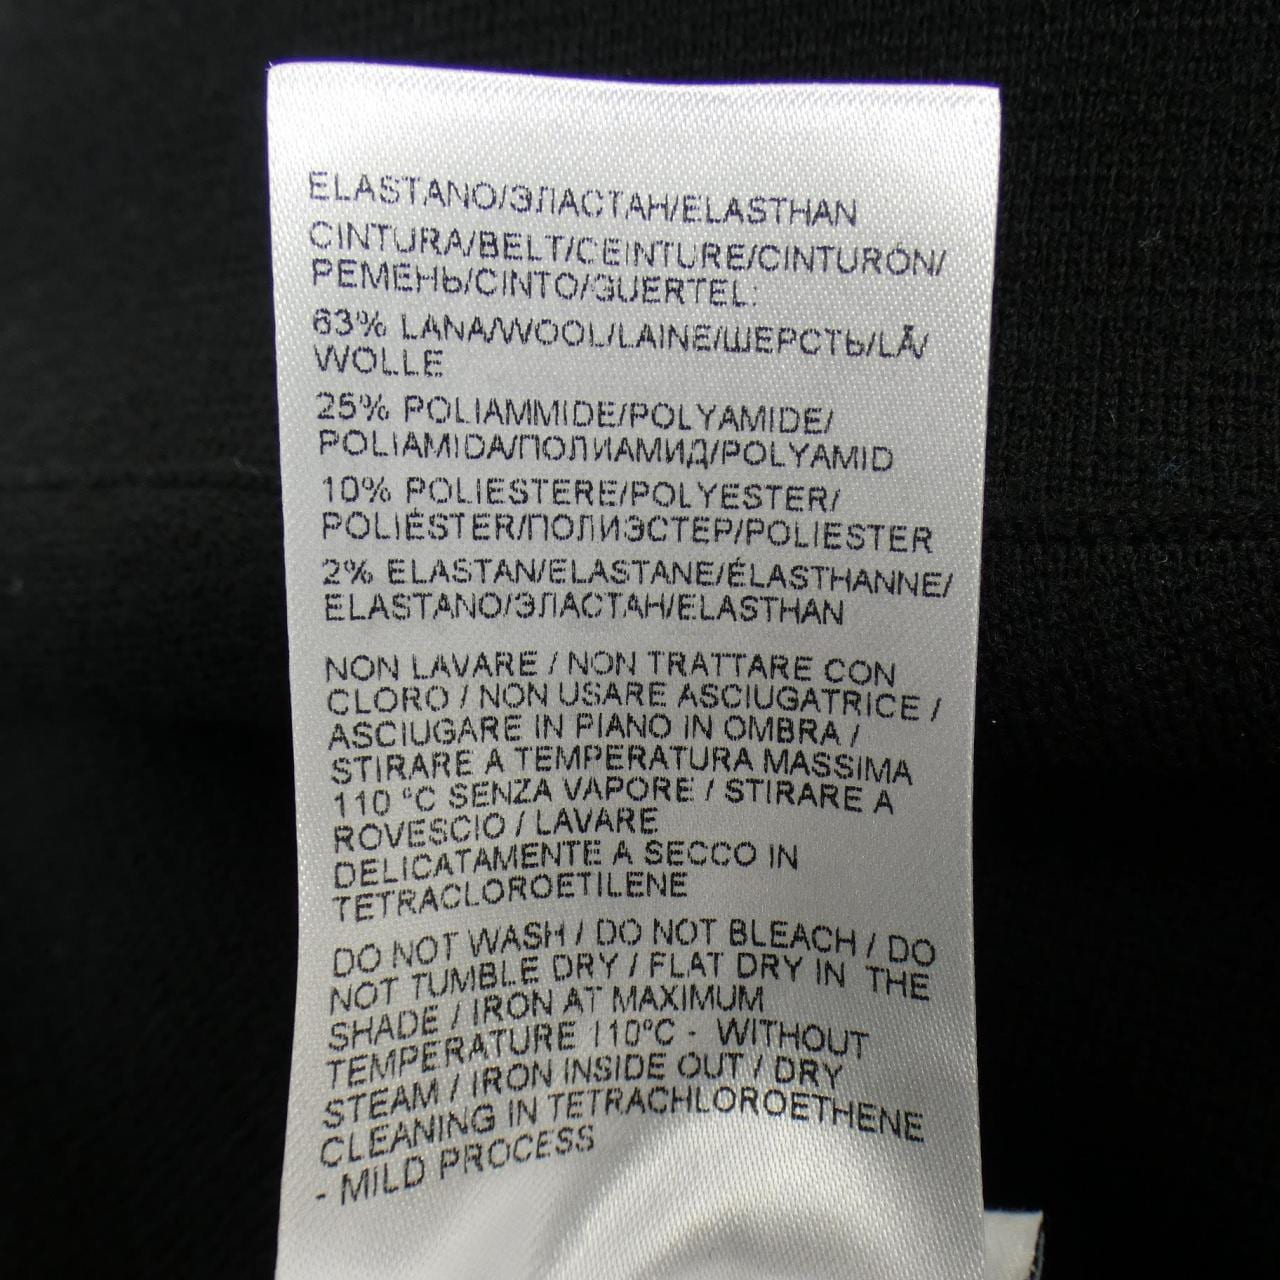 ELASTANO/ЭЛАСТАН/ELASTHAN
CINTURA/BELT/CEINTURE/CINTURÓN/
РЕМЕНЬ/CINTO/GUERTEL:
63% LANA/WOOL/LAINE/ШЕРСТЬ/LÃ/
WOLLE
25% POLIAMMIDE/POLYAMIDE/
POLIAMIDA/ПОЛИАМИД/POLYAMID
10% POLIESTERE/POLYESTER/
POLIÉSTER/ПОЛИЭСТЕР/POLIESTER
2% ELASTAN/ELASTANE/ÉLASTHANNE/
ELASTANO/ЭЛАСТАН/ELASTHAN
NON LAVARE / NON TRATTARE CON
CLORO / NON USARE ASCIUGATRICE /
ASCIUGARE IN PIANO IN OMBRA /
STIRARE A TEMPERATURA MASSIMA
110 °C SENZA VAPORE / STIRARE A
ROVESCIO / LAVARE
DELICATAMENTE A SECCO IN
TETRACLOROETILENE
DO NOT WASH / DO NOT BLEACH / DO
NOT TUMBLE DRY / FLAT DRY IN THE
SHADE / IRON AT MAXIMUM
TEMPERATURE 110°C - WITHOUT
STEAM / IRON INSIDE OUT / DRY
CLEANING IN TETRACHLOROETHENE
- MILD PROCESS